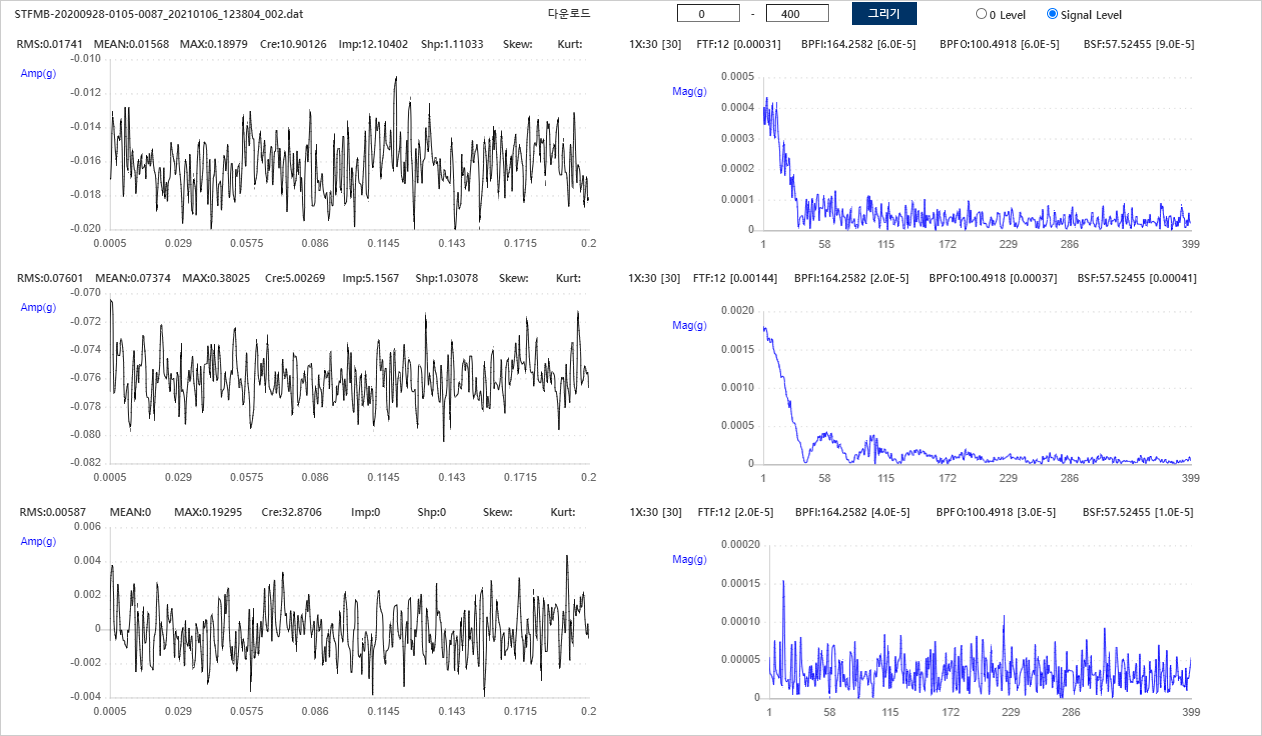 STFMB-20200928-0105-0087_20210106_123804_002.dat 다운로드 0 - 400 그리기 0 Level Signal Level
RMS:0.01741 MEAN:0.01568 MAX:0.18979 Cre:10.90126 Imp:12.10402 Shp:1.11033 Skew: Kurt:
Amp(g)
-0.010
-0.012
-0.014
-0.016
-0.018
-0.020
0.0005 0.029 0.0575 0.086 0.1145 0.143 0.1715 0.2
1X:30 [30] FTF:12 [0.00031] BPFI:164.2582 [6.0E-5] BPFO:100.4918 [6.0E-5] BSF:57.52455 [9.0E-5]
Mag(g)
0.0005
0.0004
0.0003
0.0002
0.0001
0
1 58 115 172 229 286 399
RMS:0.07601 MEAN:0.07374 MAX:0.38025 Cre:5.00269 Imp:5.1567 Shp:1.03078 Skew: Kurt:
Amp(g)
-0.070
-0.072
-0.074
-0.076
-0.078
-0.080
-0.082
0.0005 0.029 0.0575 0.086 0.1145 0.143 0.1715 0.2
1X:30 [30] FTF:12 [0.00144] BPFI:164.2582 [2.0E-5] BPFO:100.4918 [0.00037] BSF:57.52455 [0.00041]
Mag(g)
0.0020
0.0015
0.0010
0.0005
0
1 58 115 172 229 286 399
RMS:0.00587 MEAN:0 MAX:0.19295 Cre:32.8706 Imp:0 Shp:0 Skew: Kurt:
Amp(g)
0.006
0.004
0.002
0
-0.002
-0.004
0.0005 0.029 0.0575 0.086 0.1145 0.143 0.1715 0.2
1X:30 [30] FTF:12 [2.0E-5] BPFI:164.2582 [4.0E-5] BPFO:100.4918 [3.0E-5] BSF:57.52455 [1.0E-5]
Mag(g)
0.00020
0.00015
0.00010
0.00005
0
1 58 115 172 229 286 399